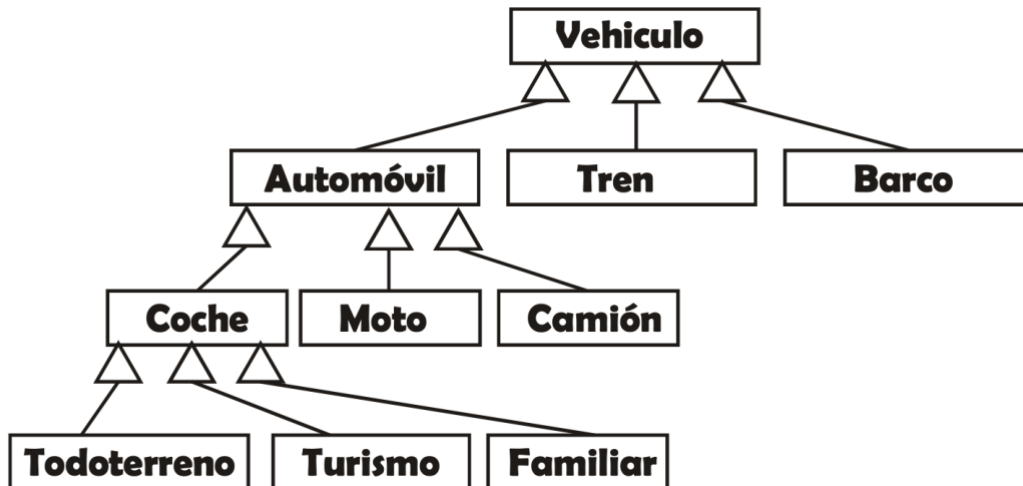 Vehiculo
Automóvil
Tren
Barco
Coche
Moto
Camión
Todoterreno
Turismo
Familiar